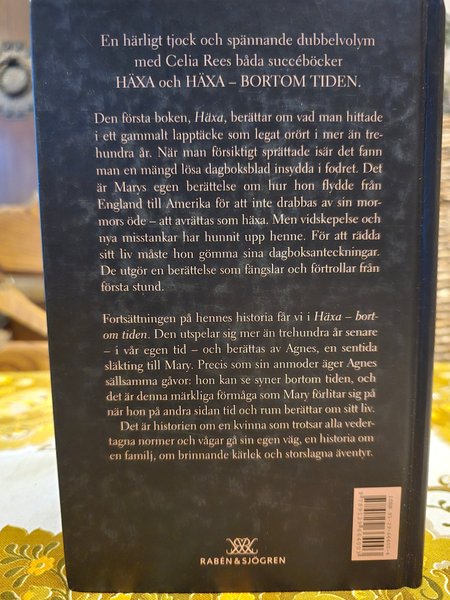 En härligt tjock och spännande dubbelvolym
med Celia Rees båda succéböcker
HÄXA och HÄXA – BORTOM TIDEN.
Den första boken, Häxa, berättar om vad man hittade
i ett gammalt lapptäcke som legat orört i mer än tre-
hundra år. När man försiktigt sprättade isär det fann
man en mängd lösa dagboksblad insydda i fodret. Det
är Marys egen berättelse om hur hon flydde från
England till Amerika för att inte drabbas av sin mor-
mors öde – att avrättas som häxa. Men vidskepelse och
nya misstankar har hunnit upp henne. För att rädda
sitt liv måste hon gömma sina dagboksanteckningar.
De utgör en berättelse som fängslar och förtrollar från
första stund.
Fortsättningen på hennes historia får vi i Häxa – bort-
om tiden. Den utspelar sig mer än trehundra år senare
– i vår egen tid – och berättas av Agnes, en sentida
släkting till Mary. Precis som sin anmoder äger Agnes
sällsamma gåvor: hon kan se syner bortom tiden, och
det är denna märkliga förmåga som Mary förlitar sig på
när hon på andra sidan tid och rum berättar om sitt liv.
Det är historien om en kvinna som trotsar alla veder-
tagna normer och vågar gå sin egen väg, en historia om
en familj, om brinnande kärlek och storslagna äventyr.
RABÉN & SJÖGREN